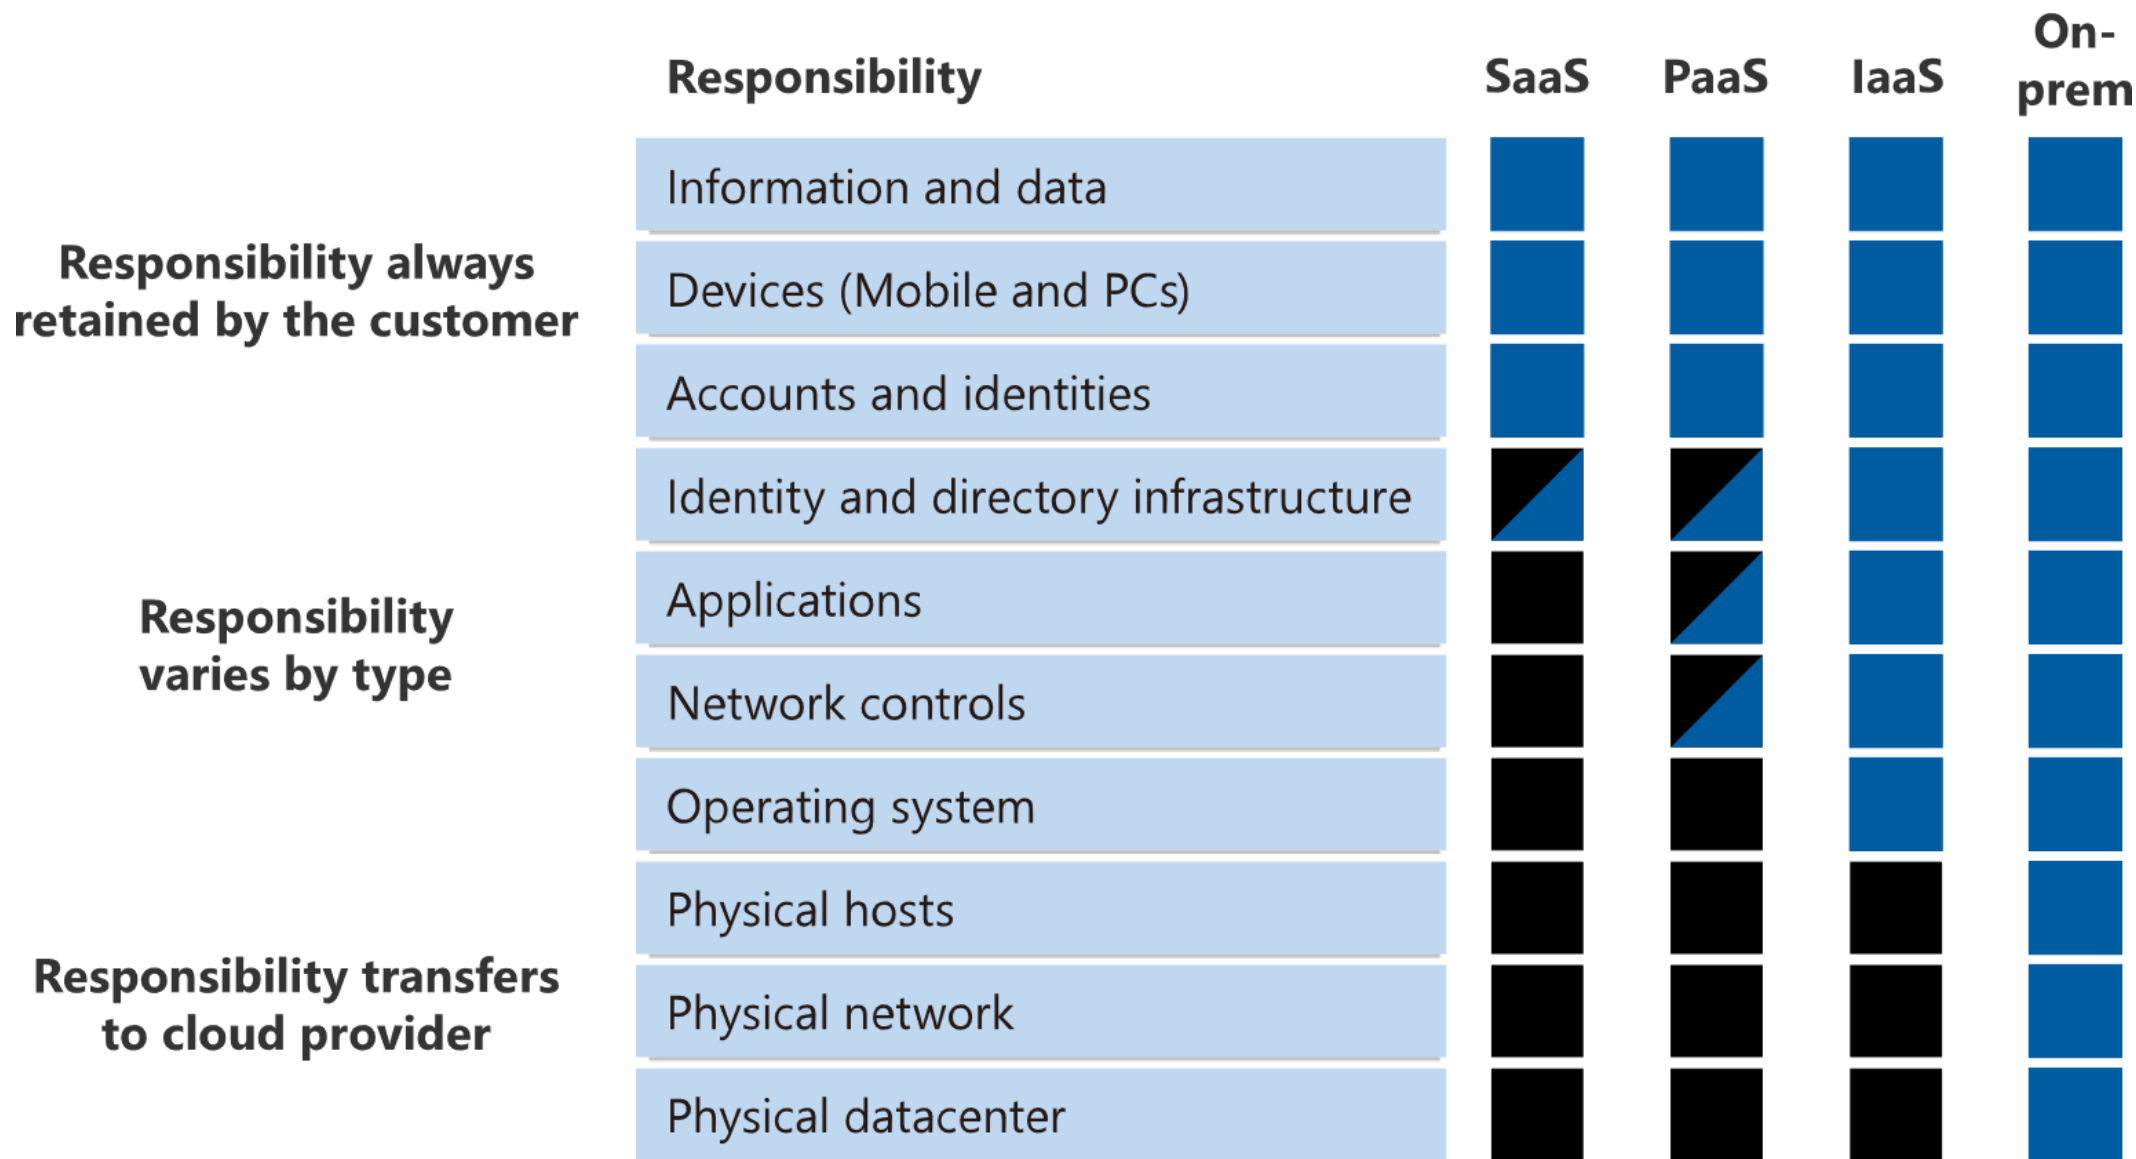 Responsibility SaaS PaaS IaaS On-
prem
Responsibility always
retained by the customer
Information and data
Devices (Mobile and PCs)
Accounts and identities
Responsibility
varies by type
Identity and directory infrastructure
Applications
Network controls
Operating system
Responsibility transfers
to cloud provider
Physical hosts
Physical network
Physical datacenter